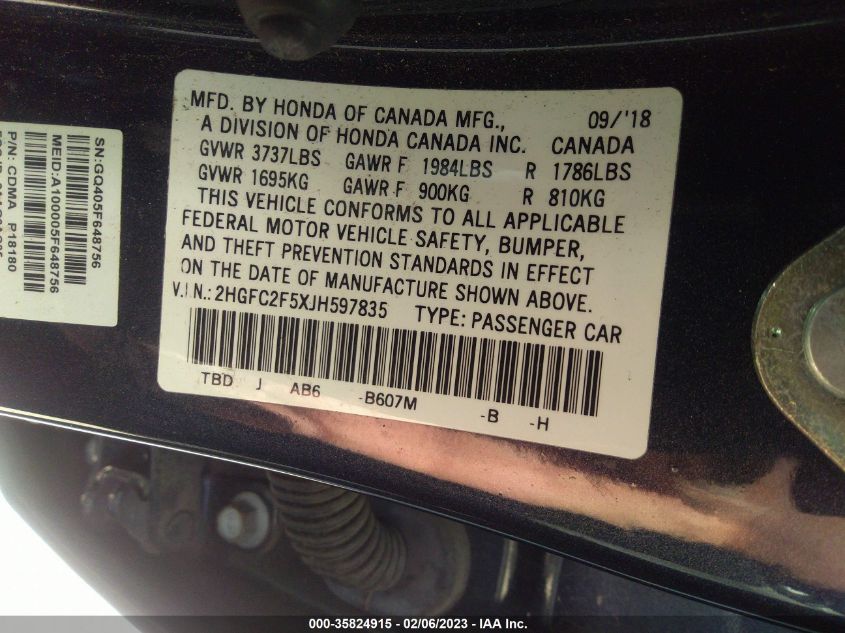 MFD. BY HONDA OF CANADA MFG., 09/'18
A DIVISION OF HONDA CANADA INC. CANADA
GVWR 3737LBS GAWR F 1984LBS R 1786LBS
GVWR 1695KG GAWR F 900KG R 810KG
THIS VEHICLE CONFORMS TO ALL APPLICABLE
FEDERAL MOTOR VEHICLE SAFETY, BUMPER,
AND THEFT PREVENTION STANDARDS IN EFFECT
ON THE DATE OF MANUFACTURE SHOWN ABOVE.
V.I N.: 2HGFC2F5XJH597835 TYPE: PASSENGER CAR
TBD J AB6 -B607M -B -H
SN:GQ405F648756
MEID:A100005F648756
P/N: CDMA P18180
000-35824915 - 02/06/2023 - IAA Inc.